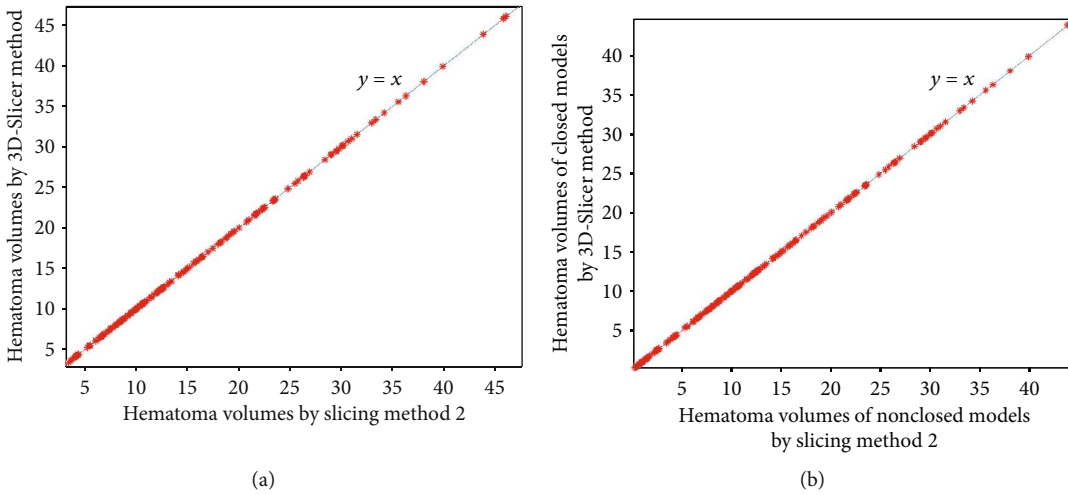 Hematoma volumes by 3D-Slicer method
45
40
35
30
25
20
15
10
5
y = x
5 10 15 20 25 30 35 40 45
Hematoma volumes by slicing method 2
(a)
Hematoma volumes of closed models
by 3D-Slicer method
40
35
30
25
20
15
10
5
y = x
5 10 15 20 25 30 35 40
Hematoma volumes of nonclosed models
by slicing method 2
(b)